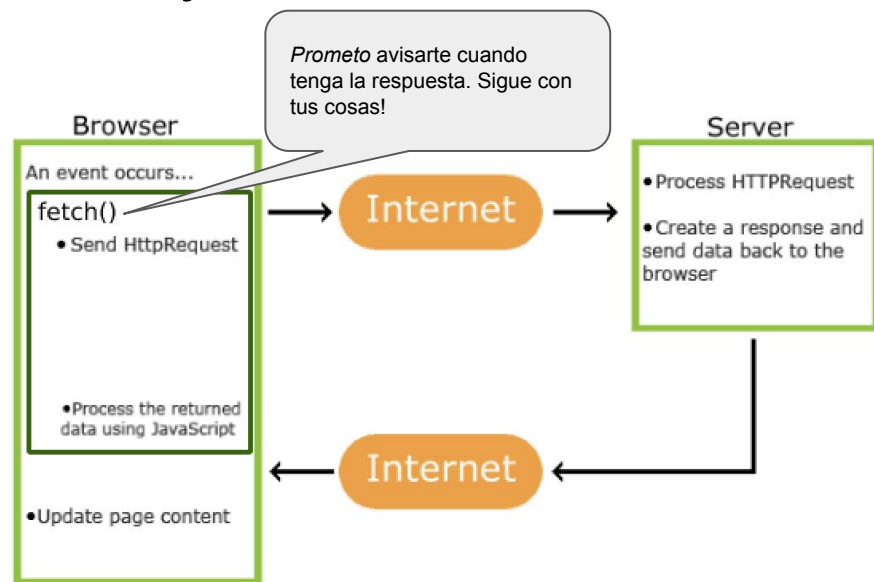 Prometo avisarte cuando
tenga la respuesta. Sigue con
tus cosas!
Browser
An event occurs...
fetch()
• Send HttpRequest
•Process the returned
data using JavaScript
•Update page content
Internet
Server
•Process HTTPRequest
•Create a response and
send data back to the
browser
Internet